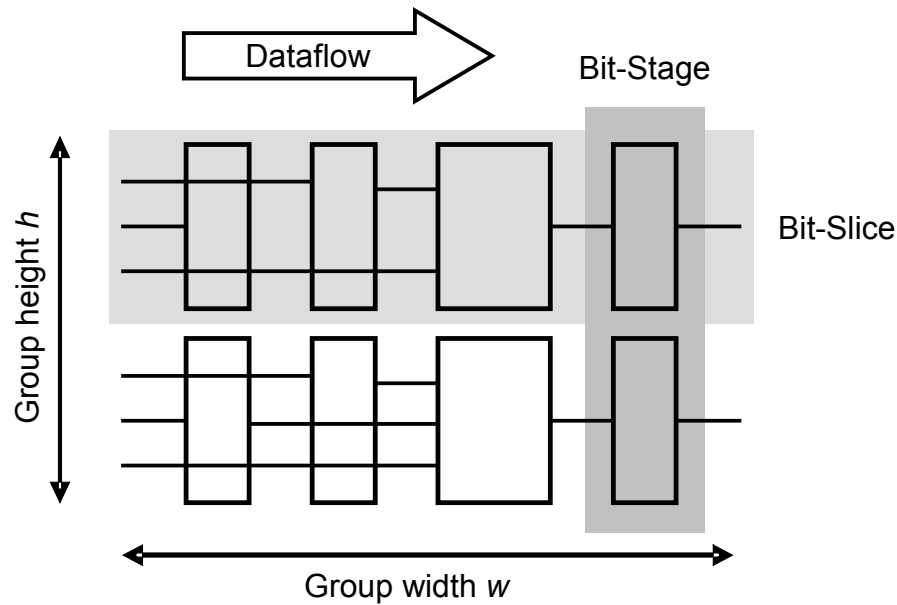 Dataflow
Bit-Stage
Bit-Slice
Group height h
Group width w